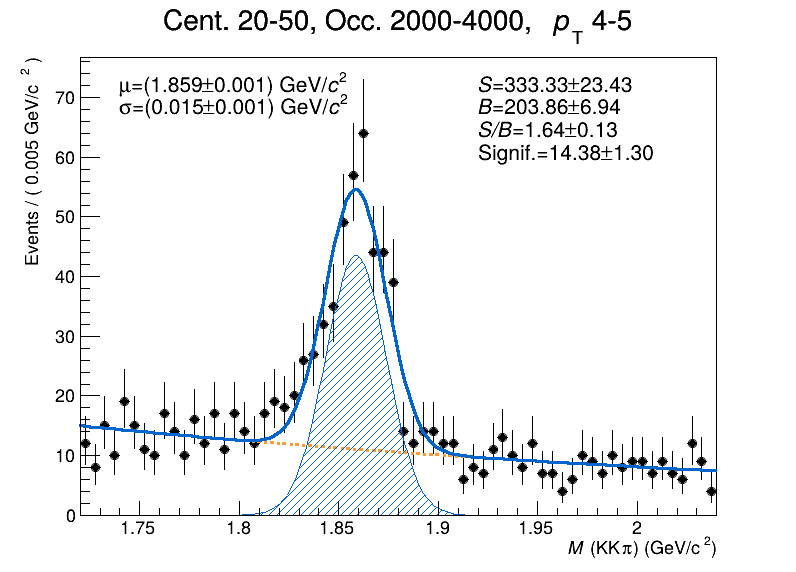 Cent. 20-50, Occ. 2000-4000, p_T 4-5
μ=(1.859±0.001) GeV/c²
σ=(0.015±0.001) GeV/c²
S=333.33±23.43
B=203.86±6.94
S/B=1.64±0.13
Signif.=14.38±1.30
Events / ( 0.005 GeV/c² )
70
60
50
40
30
20
10
0
1.75 1.8 1.85 1.9 1.95 2
M (KKπ) (GeV/c²)